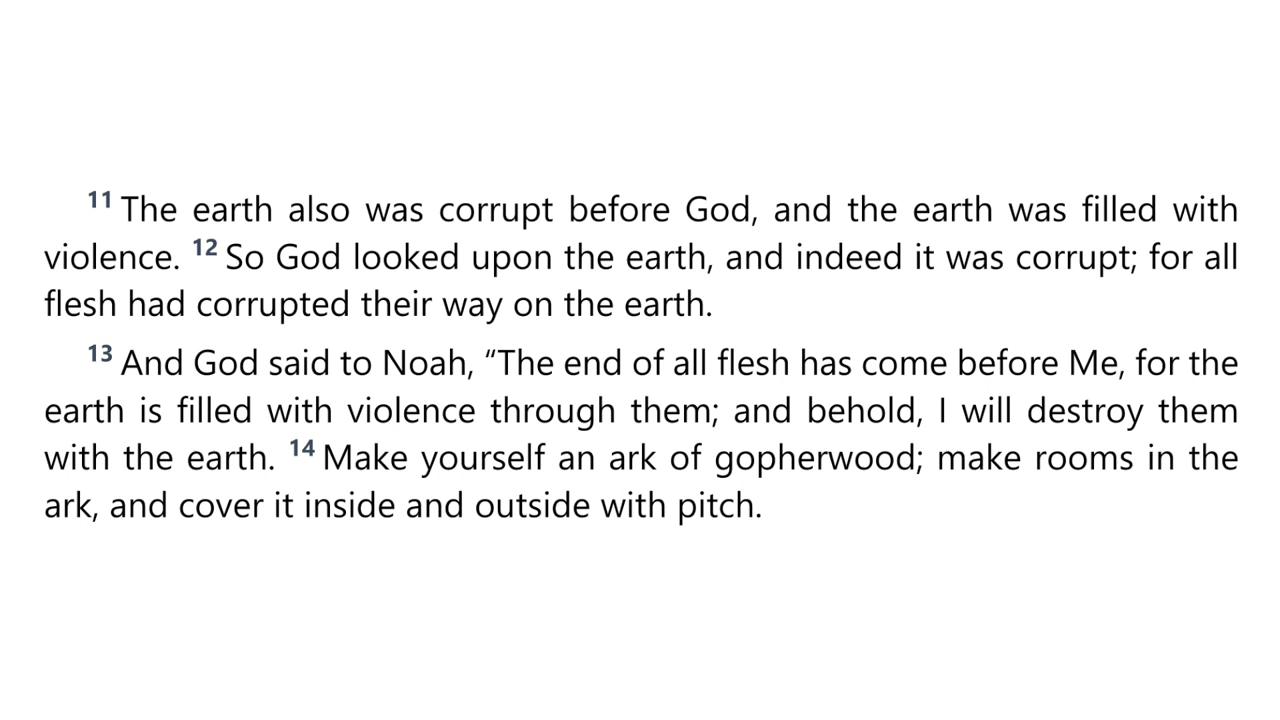 11 The earth also was corrupt before God, and the earth was filled with
violence. 12 So God looked upon the earth, and indeed it was corrupt; for all
flesh had corrupted their way on the earth.
13 And God said to Noah, “The end of all flesh has come before Me, for the
earth is filled with violence through them; and behold, I will destroy them
with the earth. 14 Make yourself an ark of gopherwood; make rooms in the
ark, and cover it inside and outside with pitch.